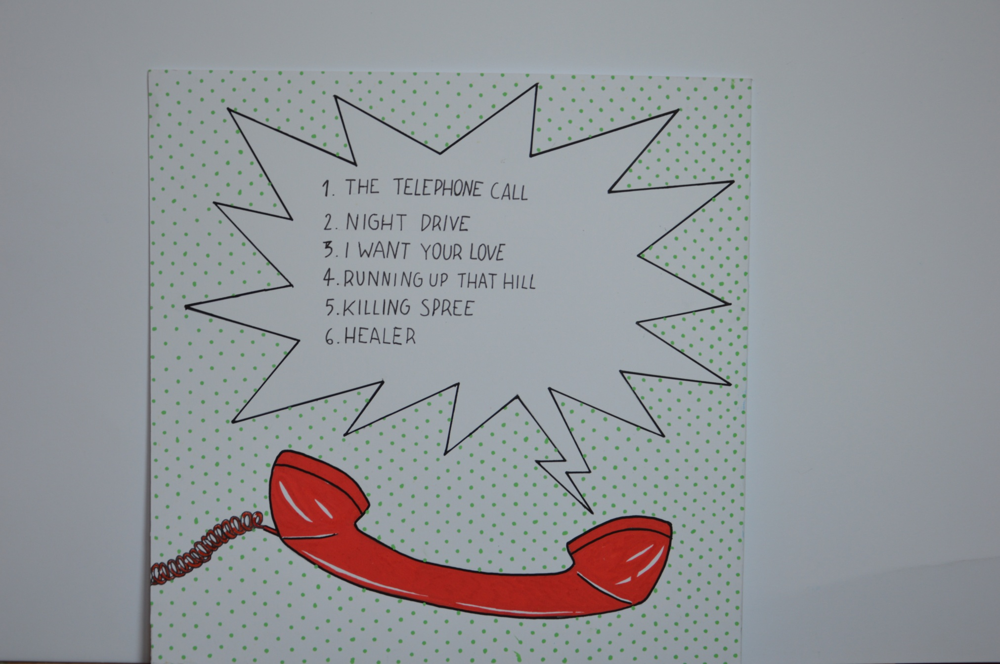 1. THE TELEPHONE CALL
2. NIGHT DRIVE
3. I WANT YOUR LOVE
4. RUNNING UP THAT HILL
5. KILLING SPREE
6. HEALER